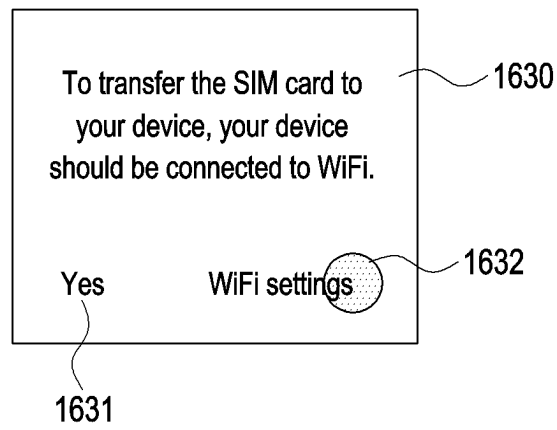 To transfer the SIM card to
your device, your device
should be connected to WiFi.
1630
Yes
WiFi settings
1632
1631